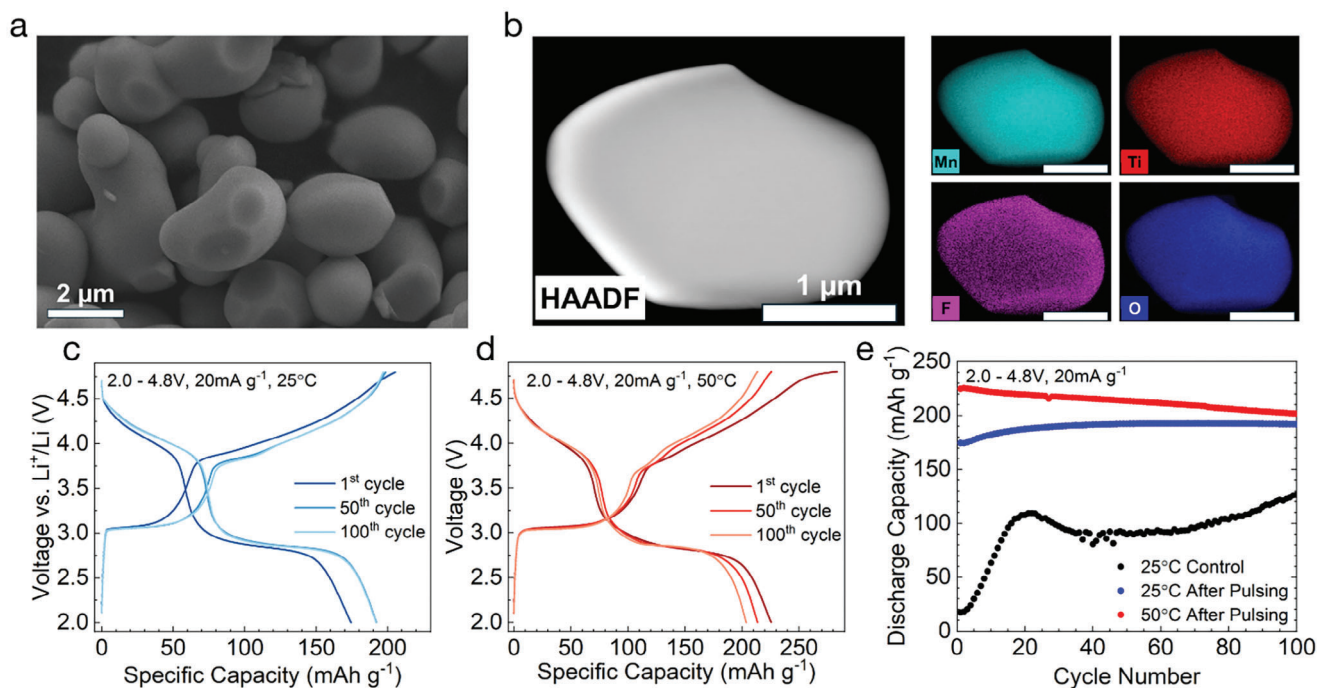 a
2 μm
b
HAADF
1 μm
Mn
Ti
F
O
c
2.0 - 4.8V, 20mA g⁻¹, 25°C
4.5
4.0
3.5
3.0
2.5
2.0
Voltage vs. Li⁺/Li (V)
1ˢᵗ cycle
50ᵗʰ cycle
100ᵗʰ cycle
0 50 100 150 200 250
Specific Capacity (mAh g⁻¹)
d
2.0 - 4.8V, 20mA g⁻¹, 50°C
4.5
4.0
3.5
3.0
2.5
2.0
Voltage (V)
1ˢᵗ cycle
50ᵗʰ cycle
100ᵗʰ cycle
0 50 100 150 200 250
Specific Capacity (mAh g⁻¹)
e
2.0 - 4.8V, 20mA g⁻¹
250
200
150
100
50
0
Discharge Capacity (mAh g⁻¹)
25°C Control
25°C After Pulsing
50°C After Pulsing
0 20 40 60 80 100
Cycle Number